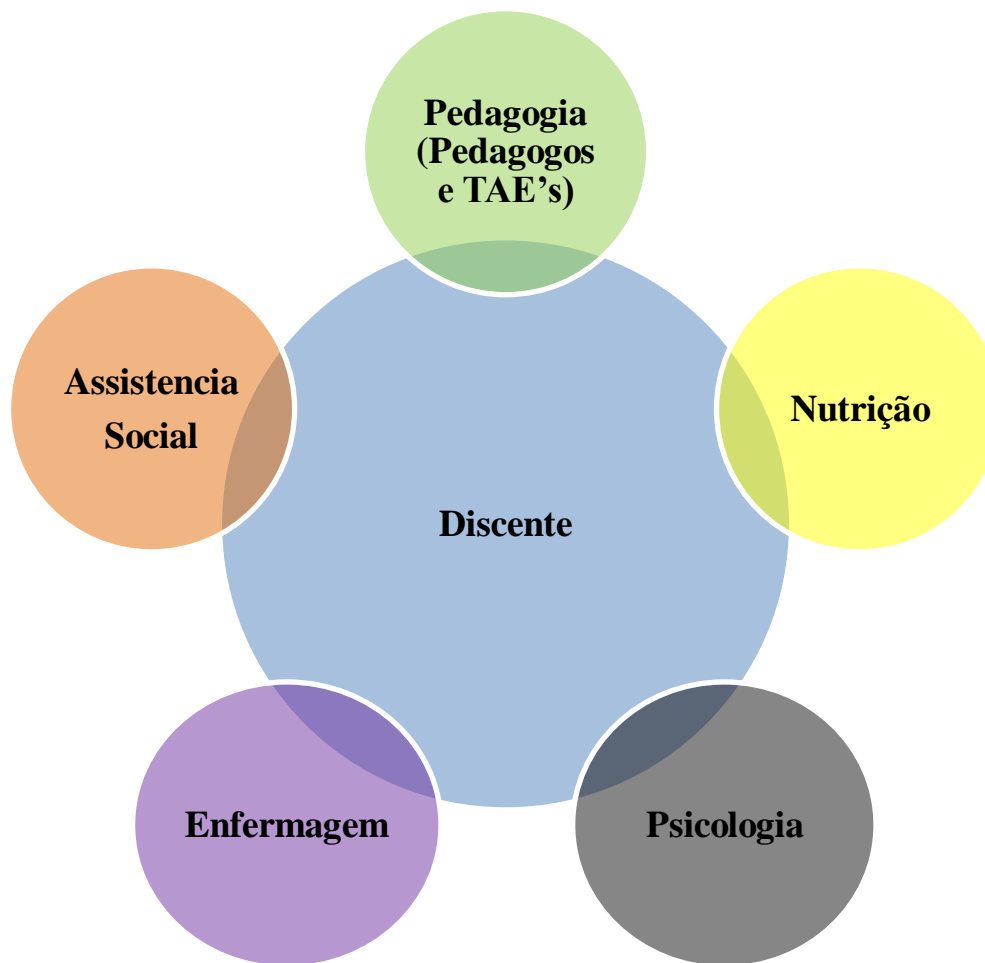 Pedagogia
(Pedagogos
e TAE’s)
Assistencia
Social
Nutrição
Discente
Enfermagem
Psicologia